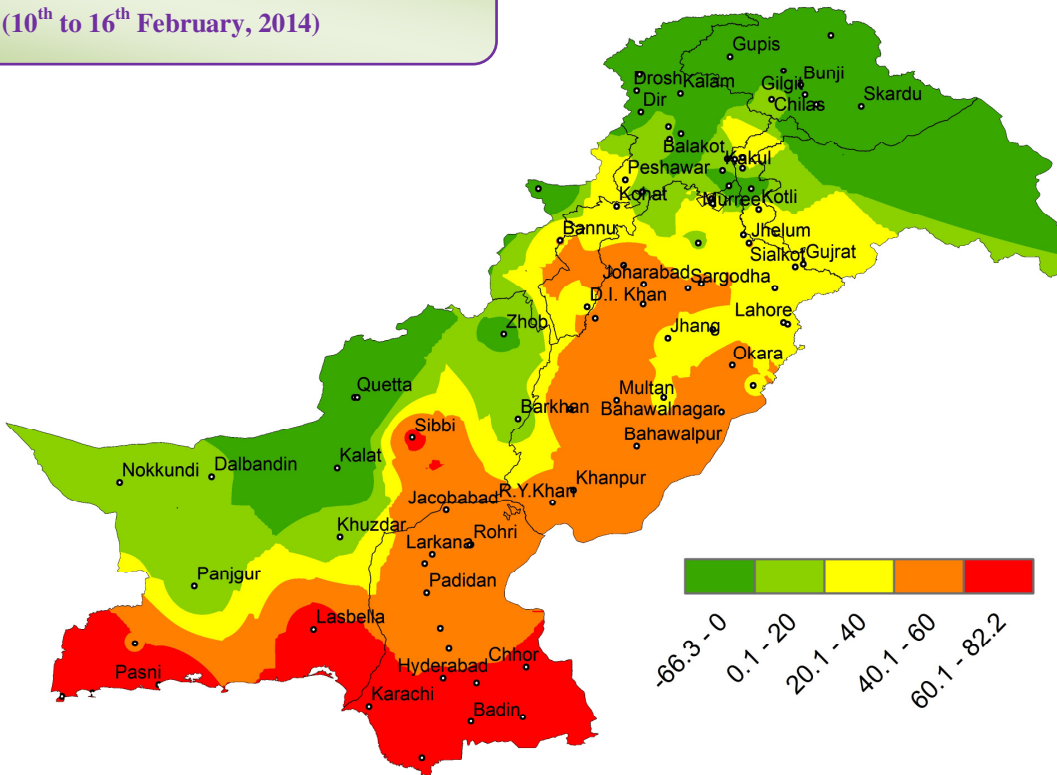 (10th to 16th February, 2014)
Gupis
Drosh
Kalam
Gilgit
Bunji
Dir
Chilas
Skardu
Balakot
Kakul
Peshawar
Kohat
Murree
Kotli
Bannu
Jhelum
Sialkot
Gujrat
Joharabad
Sargodha
D.I. Khan
Zhob
Jhang
Lahore
Okara
Quetta
Multan
Barkhan
Bahawalnagar
Sibbi
Bahawalpur
Kalat
Nokkundi
Dalbandin
Khanpur
R.Y.Khan
Jacobabad
Khuzdar
Rohri
Larkana
Panjgur
Padidan
Lasbella
Chhor
Pasni
Hyderabad
Karachi
Badin
-66.3 - 0
0.1 - 20
20.1 - 40
40.1 - 60
60.1 - 82.2